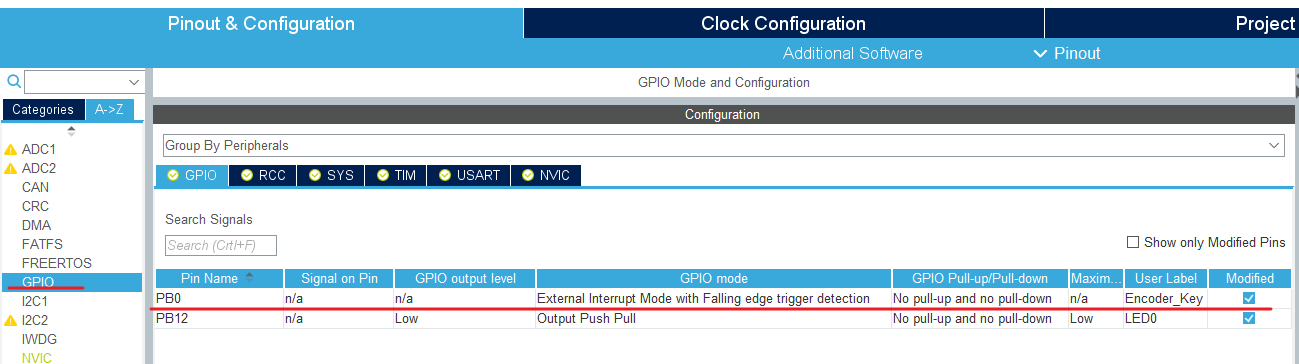 Pinout & Configuration Clock Configuration Project
Additional Software Pinout
GPIO Mode and Configuration
Configuration
Categories A->Z
ADC1
ADC2
CAN
CRC
DMA
FATFS
FREERTOS
GPIO
I2C1
I2C2
IWDG
NVIC
Group By Peripherals
GPIO RCC SYS TIM USART NVIC
Search Signals
Search (CrtI+F)
Show only Modified Pins
Pin Name Signal on Pin GPIO output level GPIO mode GPIO Pull-up/Pull-down Maxim... User Label Modified
PB0 n/a n/a External Interrupt Mode with Falling edge trigger detection No pull-up and no pull-down n/a Encoder_Key
PB12 n/a Low Output Push Pull No pull-up and no pull-down Low LED0